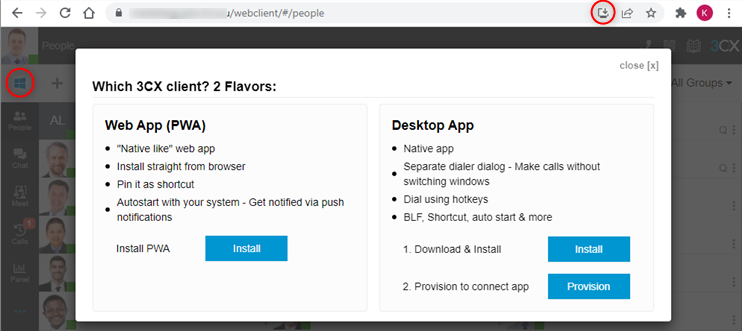 /webclient/#/people
K
People
3CX
close [x]
Which 3CX client? 2 Flavors:
All Groups
Web App (PWA)
"Native like" web app
Install straight from browser
Pin it as shortcut
Autostart with your system - Get notified via push
notifications
Install PWA
Install
Desktop App
Native app
Separate dialer dialog - Make calls without
switching windows
Dial using hotkeys
BLF, Shortcut, auto start & more
1. Download & Install
Install
2. Provision to connect app
Provision
AL
People
Chat
Meet
1
Calls
Panel